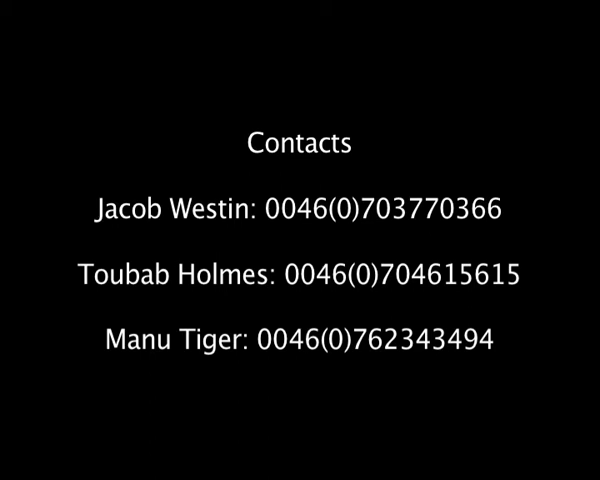 Contacts
Jacob Westin: 0046(0)703770366
Toubab Holmes: 0046(0)704615615
Manu Tiger: 0046(0)762343494